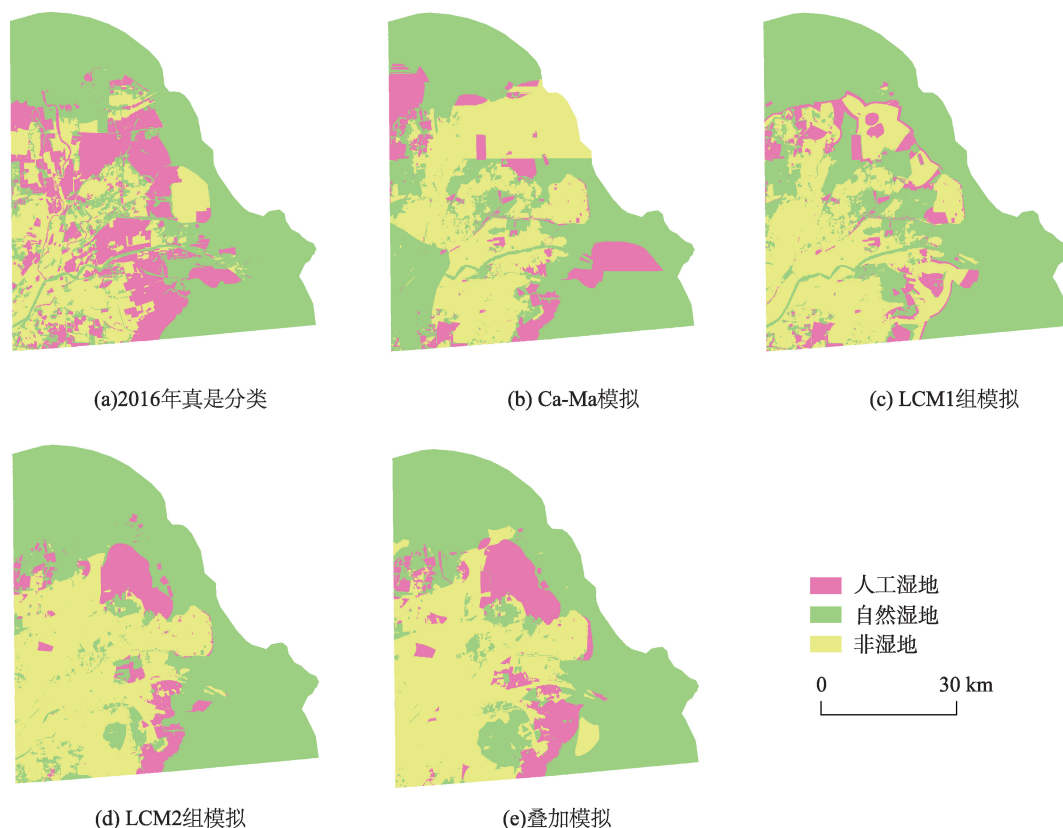 (a)2016年真是分类
(b) Ca-Ma模拟
(c) LCM1组模拟
人工湿地
自然湿地
非湿地
0 30 km
(d) LCM2组模拟
(e)叠加模拟